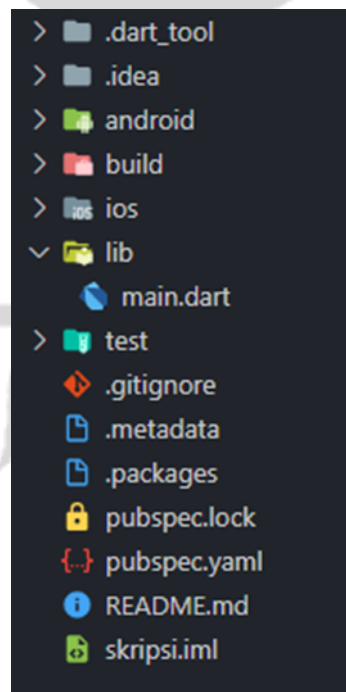 .dart_tool
.idea
android
build
iOS
ios
lib
main.dart
test
.gitignore
.metadata
.packages
pubspec.lock
{..}
pubspec.yaml
README.md
skripsi.iml